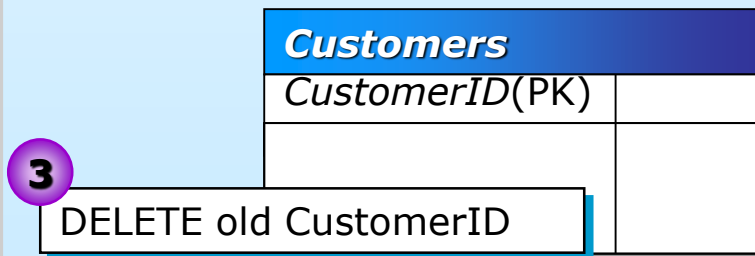 Customers
CustomerID(PK)
3
DELETE old CustomerID